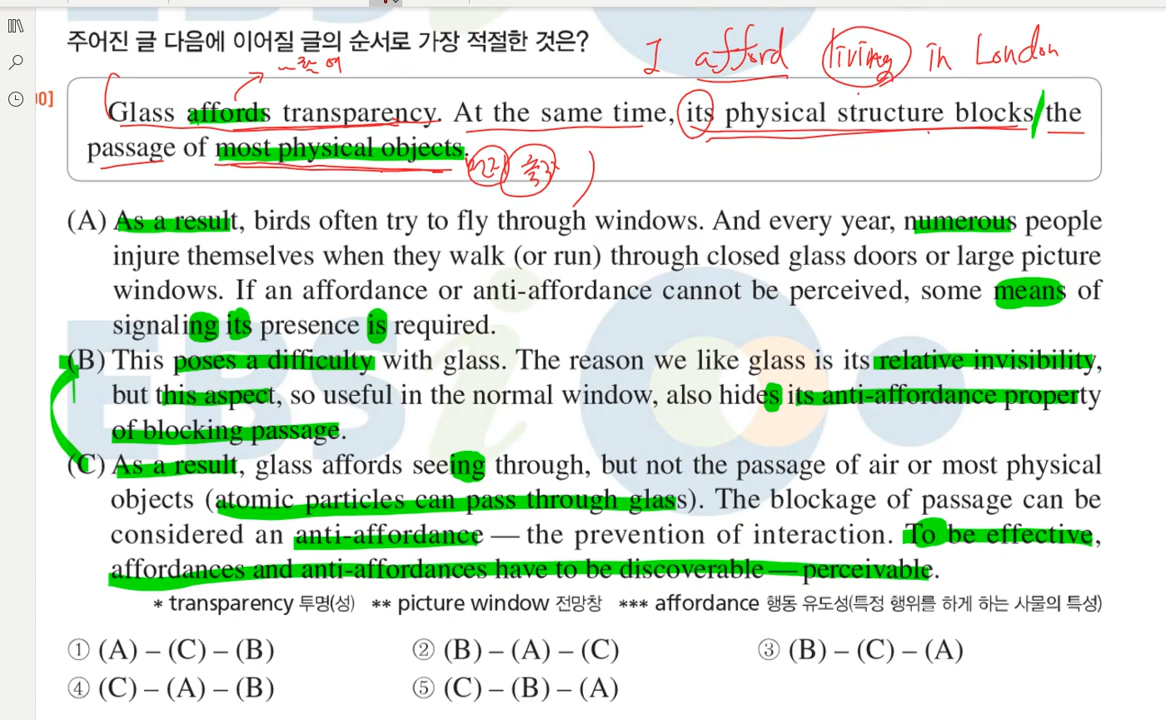 주어진 글 다음에 이어질 글의 순서로 가장 적절한 것은?
I afford living in London
0]
Glass affords transparency. At the same time, its physical structure blocks the
passage of most physical objects.
(A) As a result, birds often try to fly through windows. And every year, numerous people
injure themselves when they walk (or run) through closed glass doors or large picture
windows. If an affordance or anti-affordance cannot be perceived, some means of
signaling its presence is required.
(B) This poses a difficulty with glass. The reason we like glass is its relative invisibility,
but this aspect, so useful in the normal window, also hides its anti-affordance property
of blocking passage.
(C) As a result, glass affords seeing through, but not the passage of air or most physical
objects (atomic particles can pass through glass). The blockage of passage can be
considered an anti-affordance — the prevention of interaction. To be effective,
affordances and anti-affordances have to be discoverable — perceivable.
* transparency 투명(성) ** picture window 전망창 *** affordance 행동 유도성(특정 행위를 하게 하는 사물의 특성)
① (A) – (C) – (B) ② (B) – (A) – (C) ③ (B) – (C) – (A)
④ (C) – (A) – (B) ⑤ (C) – (B) – (A)